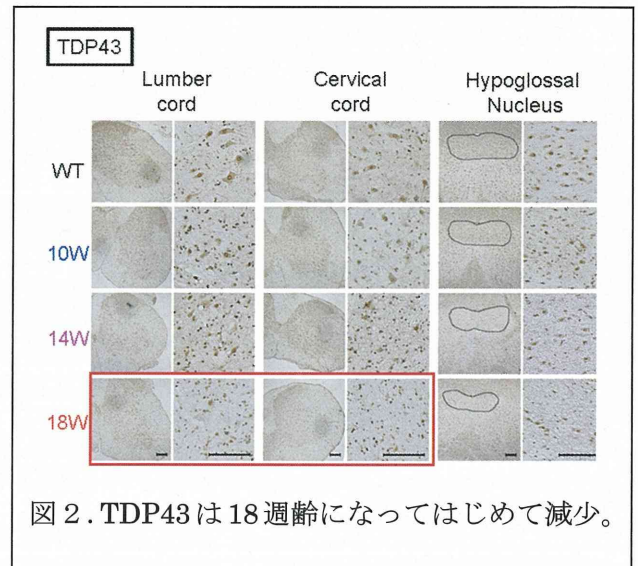 TDP43
Lumber cord
Cervical cord
Hypoglossal Nucleus
WT
10W
14W
18W
図2.TDP43は18週齢になってはじめて減少。